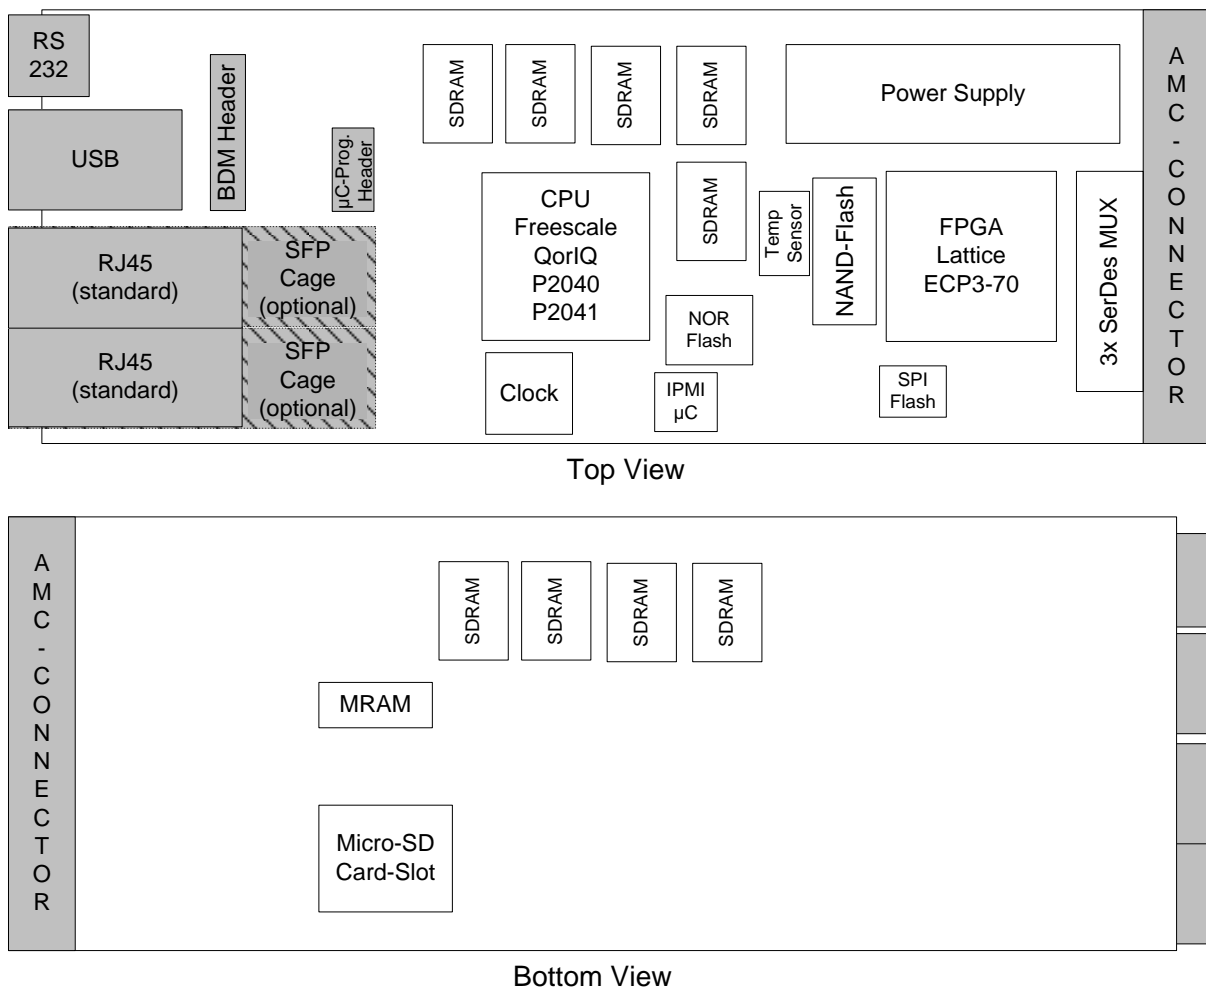 RS
232
USB
BDM Header
µC-Prog.
Header
RJ45
(standard)
SFP
Cage
(optional)
RJ45
(standard)
SFP
Cage
(optional)
SDRAM
SDRAM
SDRAM
SDRAM
Power Supply
CPU
Freescale
QorIQ
P2040
P2041
SDRAM
Temp
Sensor
NAND-Flash
FPGA
Lattice
ECP3-70
3x SerDes MUX
NOR
Flash
Clock
IPMI
µC
SPI
Flash
A
M
C
-
C
O
N
N
E
C
T
O
R
Top View
A
M
C
-
C
O
N
N
E
C
T
O
R
SDRAM
SDRAM
SDRAM
SDRAM
MRAM
Micro-SD
Card-Slot
Bottom View